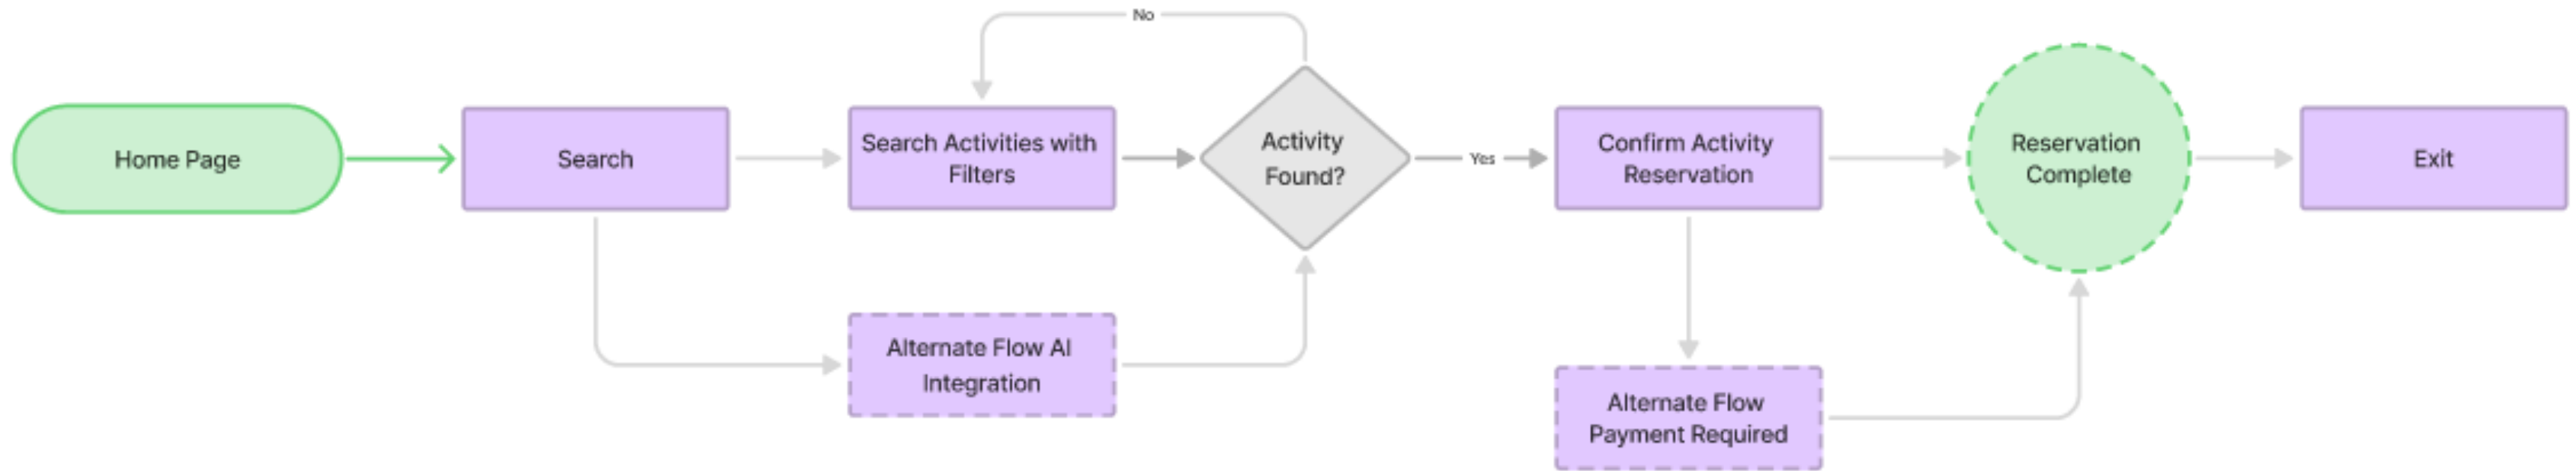 No
Home Page
Search
Search Activities with
Filters
Activity
Found?
Yes
Confirm Activity
Reservation
Reservation
Complete
Exit
Alternate Flow AI
Integration
Alternate Flow
Payment Required